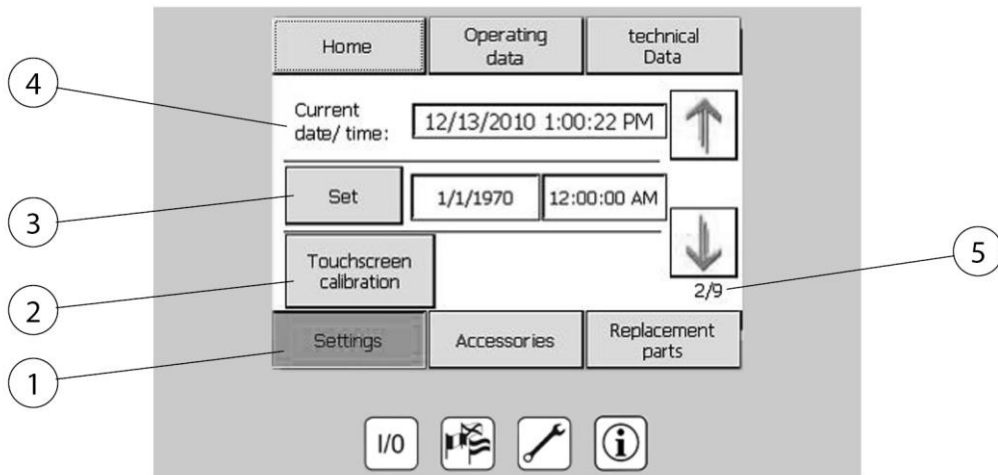 Home
Operating
data
technical
Data
4
Current
date/ time:
12/13/2010 1:00:22 PM
3
Set
1/1/1970
12:00:00 AM
5
2
Touchscreen
calibration
2/9
1
Settings
Accessories
Replacement
parts
I/0
i